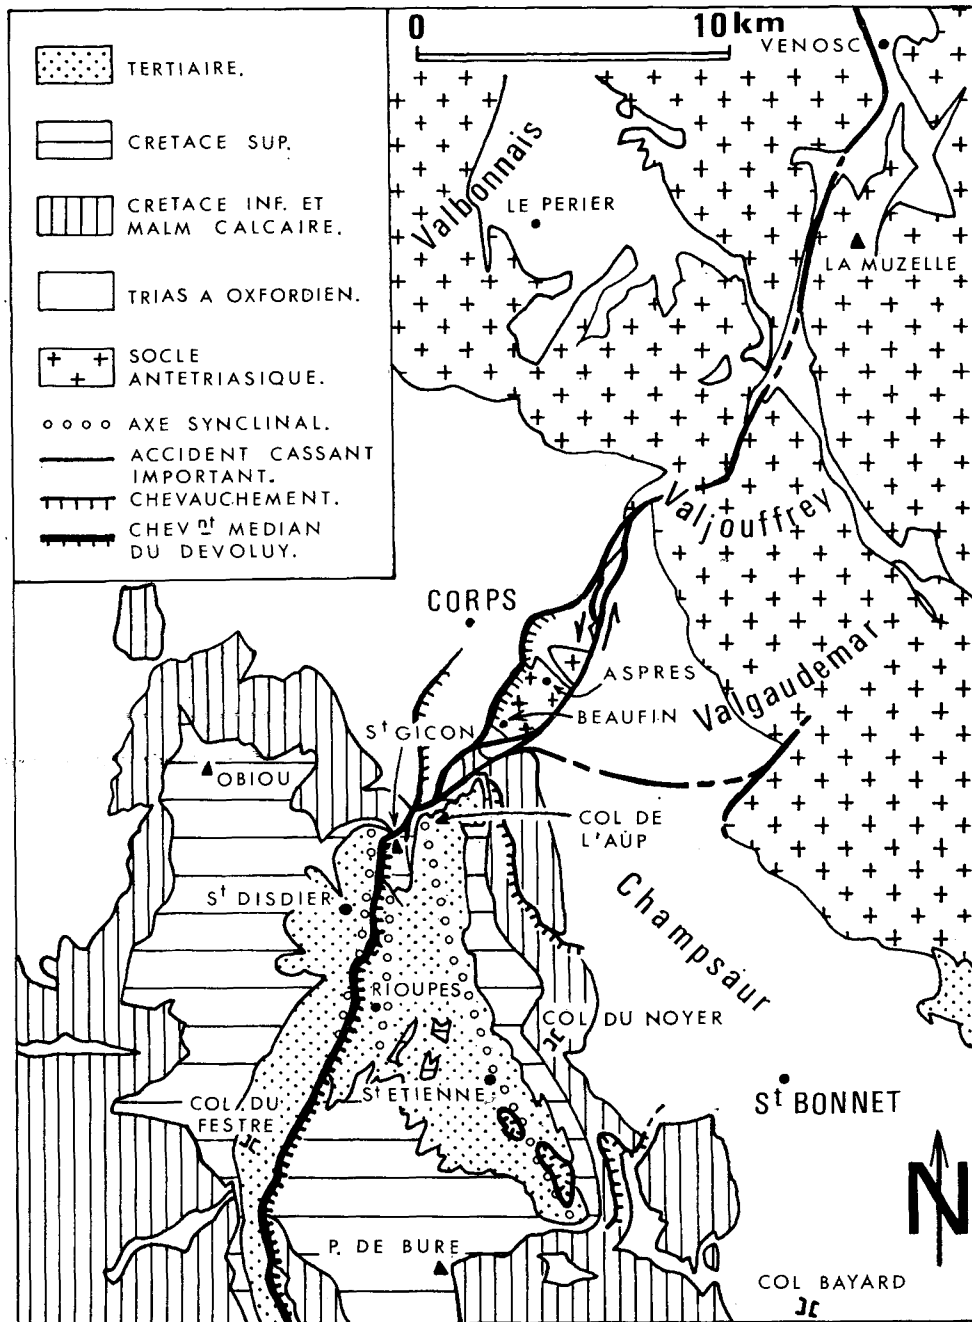 0 10 km
TERTIAIRE.
CRETACE SUP.
CRETACE INF. ET
MALM CALCAIRE.
TRIAS A OXFORDIEN.
SOCLE
ANTETRIASIQUE.
AXE SYNCLINAL.
ACCIDENT CASSANT
IMPORTANT.
CHEVAUCHEMENT.
CHEVnt MEDIAN
DU DEVOLUY.
VENOSC
Valbonnais
LE PERIER
LA MUZELLE
Valjouffrey
CORPS
ASPRES
Valgaudemar
BEAUFIN
St GICON
OBIOU
COL DE
L'AÜP
St DISDIER
Champsaur
RIOUPES
COL DU NOYER
St ETIENNE
St BONNET
COL DU
FESTRE
N
P. DE BURE
COL BAYARD